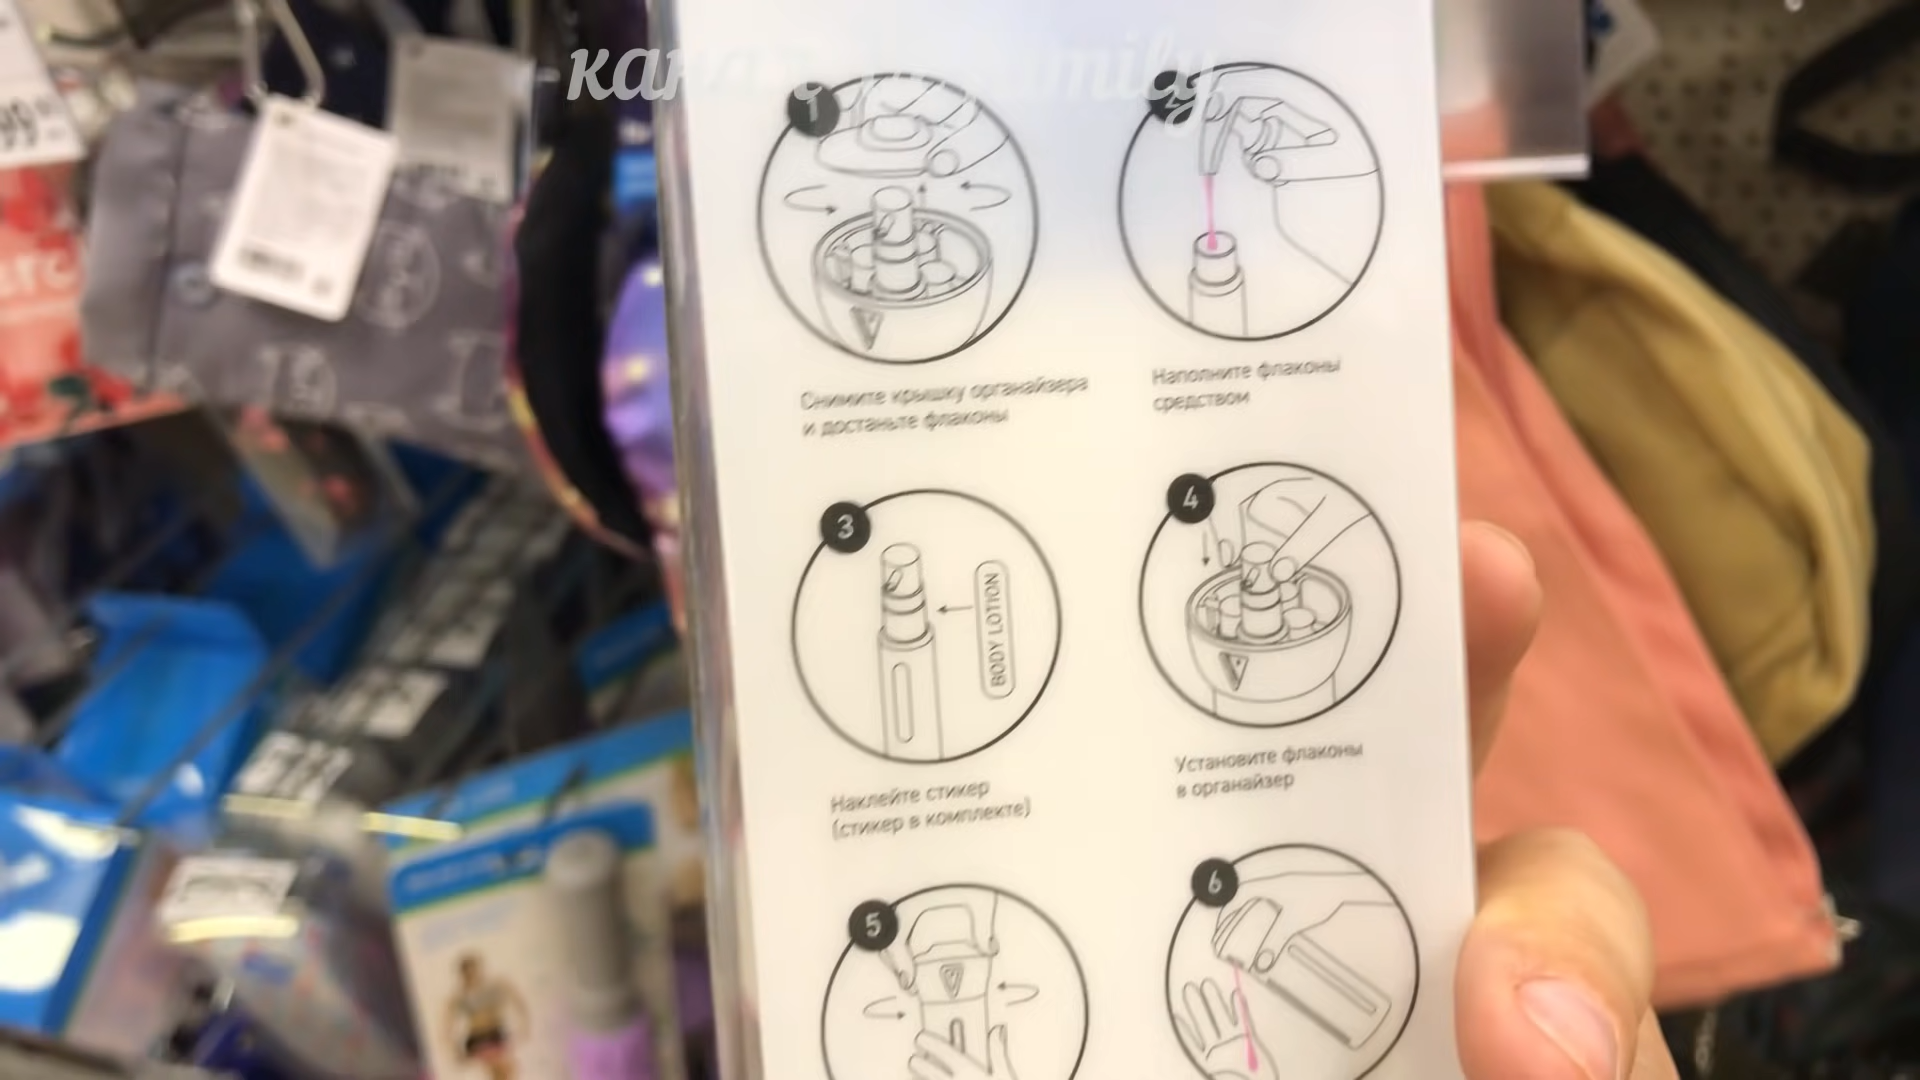 1
2
Снимите крышку органайзера
и достаньте флаконы
Наполните флаконы
средством
3
BODY LOTION
4
Наклейте стикер
(стикер в комплекте)
Установите флаконы
в органайзер
5
6